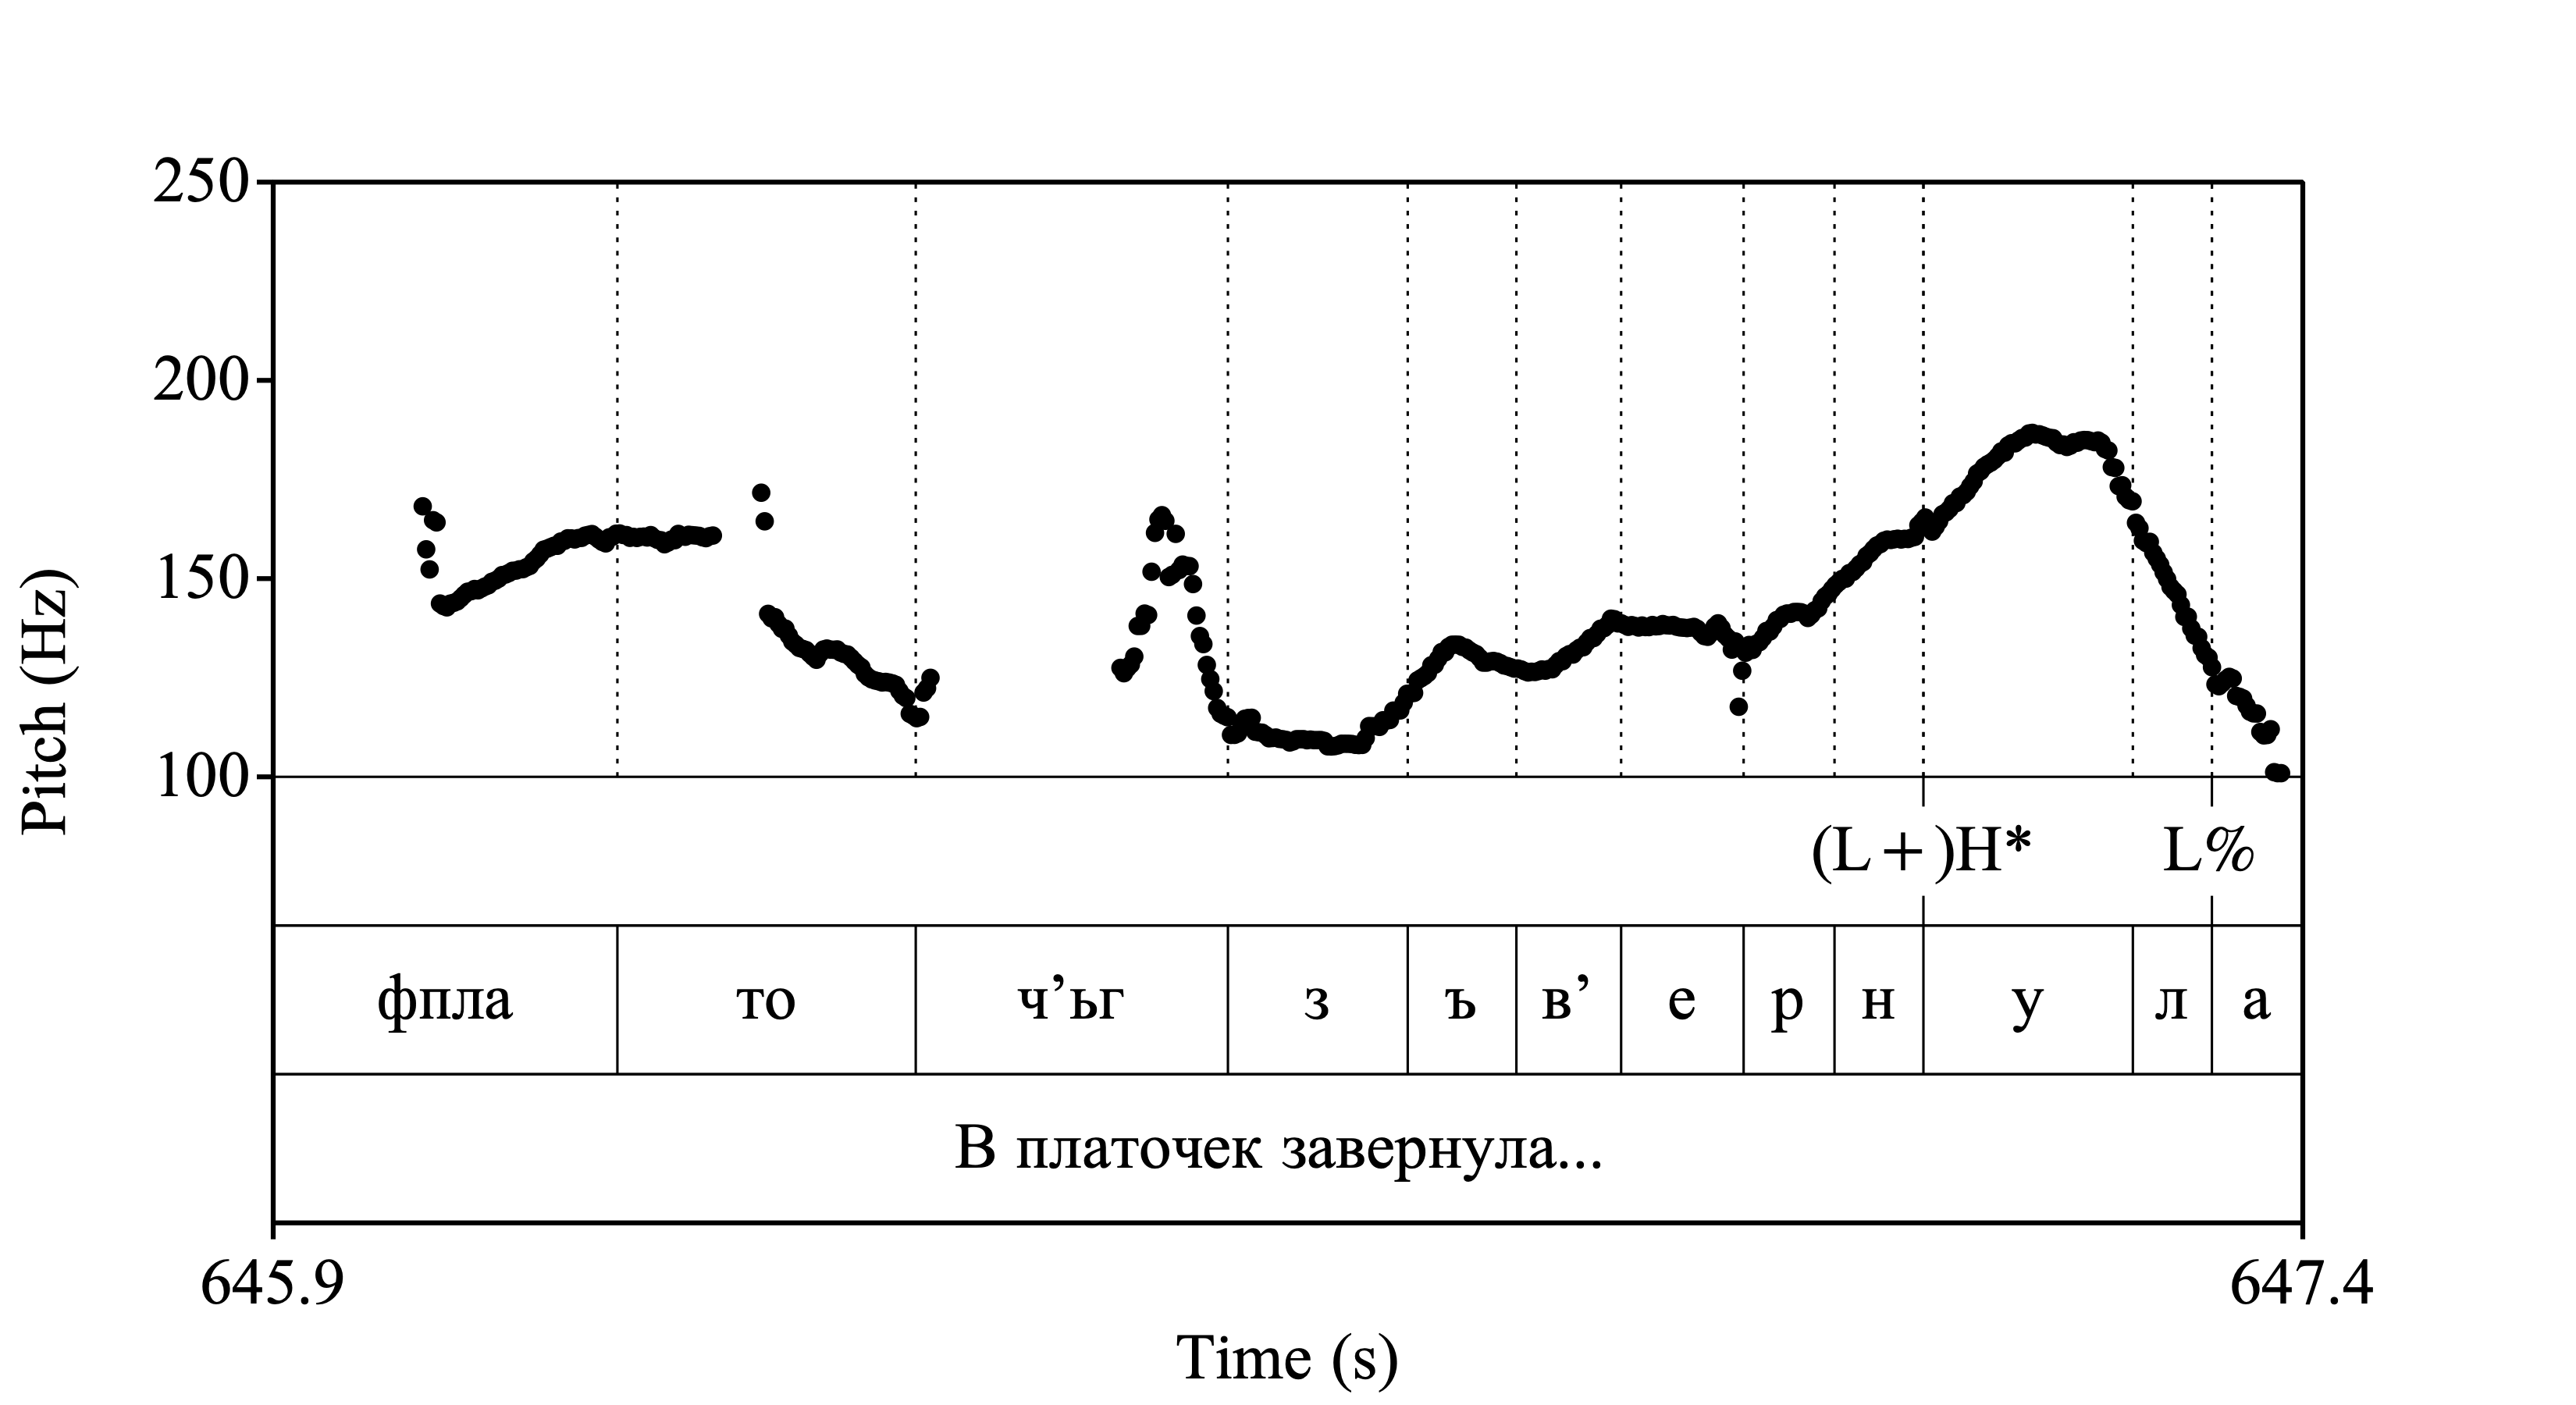 250
200
150
100
Pitch (Hz)
(L+)H* L%
фпла то ч’ьг з ъ в’ е р н у л а
В платочек завернула...
645.9 647.4
Time (s)